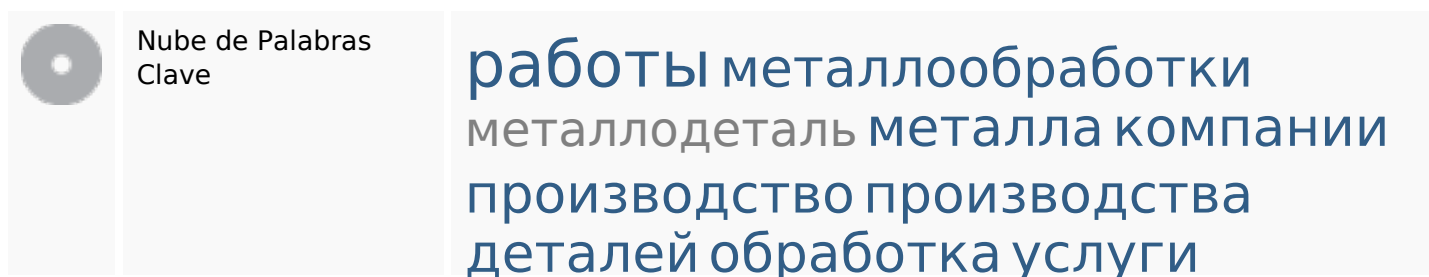 Nube de Palabras
Clave
работы металлообработки
металлодеталь металла компании
производство производства
деталей обработка услуги